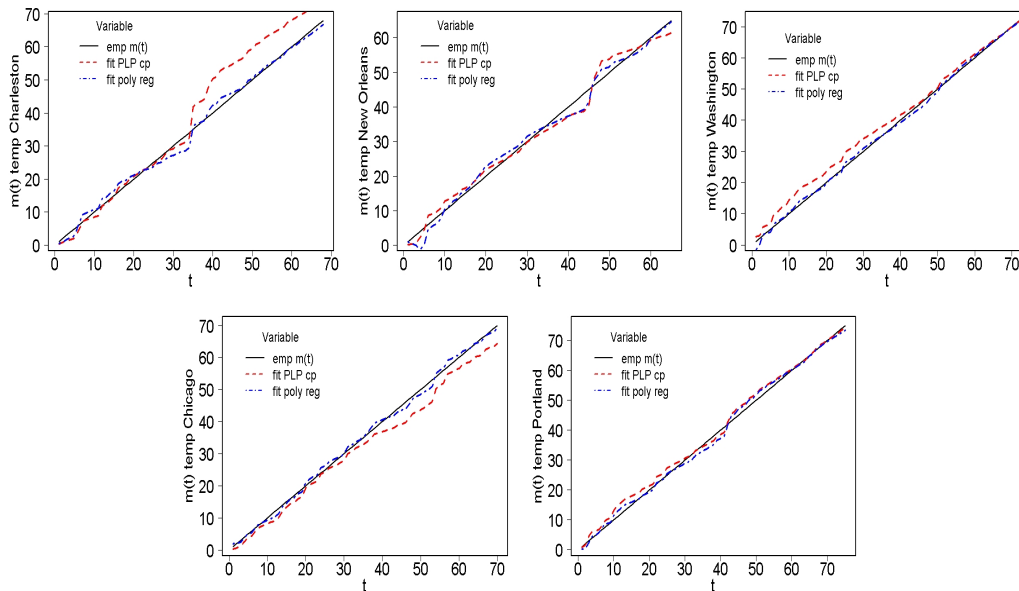 m(t) temp Charleston
70
60
50
40
30
20
10
0
Variable
emp m(t)
fit PLP cp
fit poly reg
0 10 20 30 40 50 60 70
t
m(t) temp New Orleans
70
60
50
40
30
20
10
0
Variable
emp m(t)
fit PLP cp
fit poly reg
0 10 20 30 40 50 60
t
m(t) temp Washington
70
60
50
40
30
20
10
0
Variable
emp m(t)
fit PLP cp
fit poly reg
0 10 20 30 40 50 60 70
t
m(t) temp Chicago
70
60
50
40
30
20
10
0
Variable
emp m(t)
fit PLP cp
fit poly reg
0 10 20 30 40 50 60 70
t
m(t) temp Portland
70
60
50
40
30
20
10
0
Variable
emp m(t)
fit PLP cp
fit poly reg
0 10 20 30 40 50 60 70
t